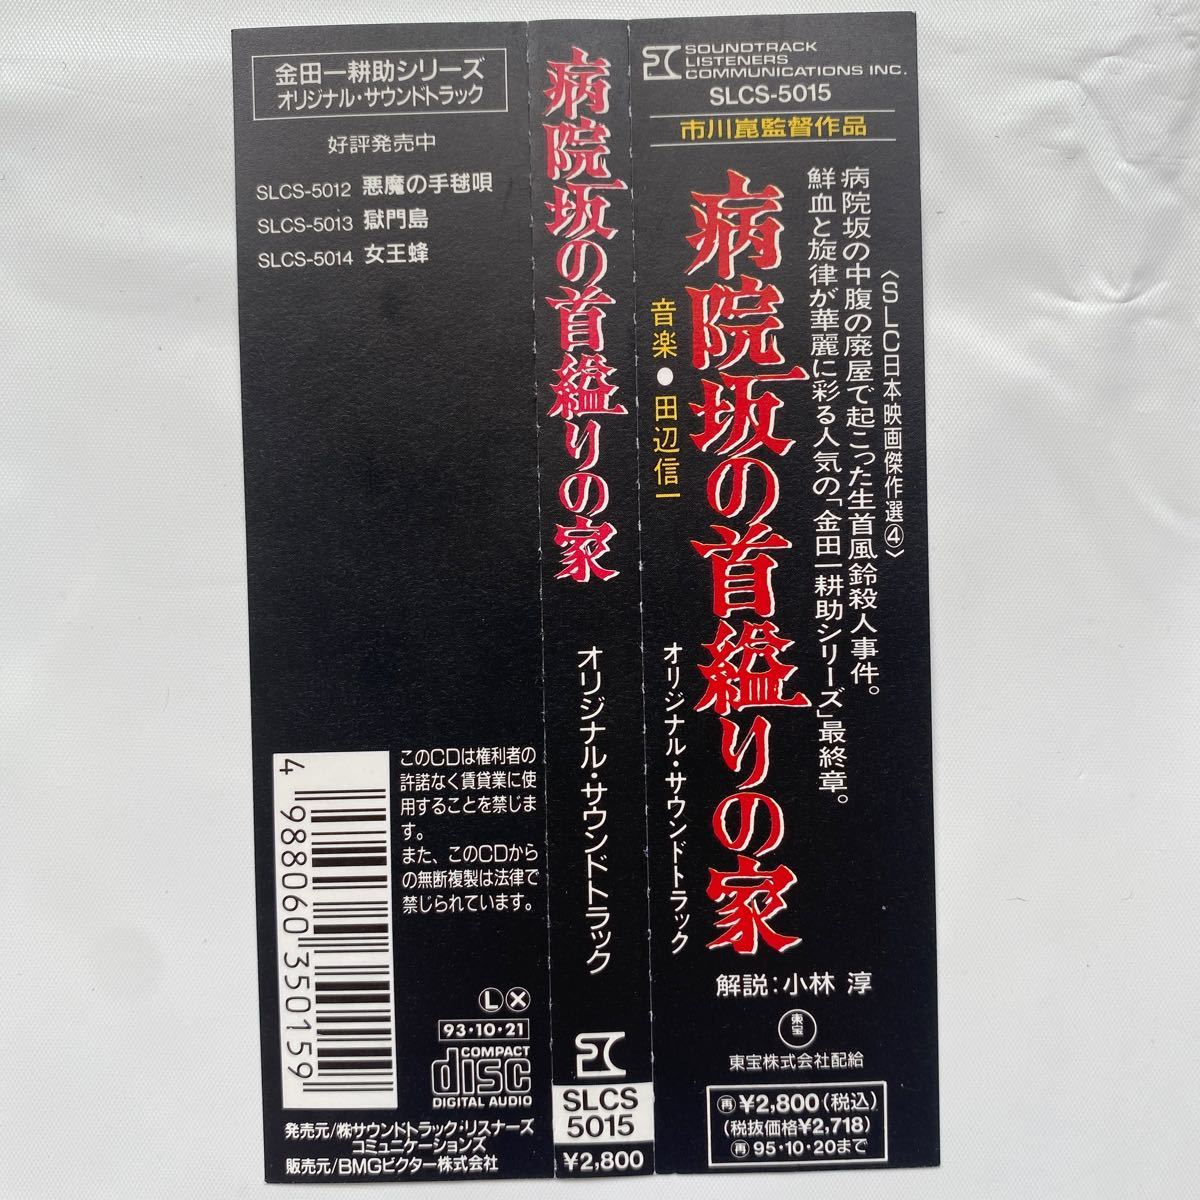 金田一耕助シリーズ
オリジナル・サウンドトラック
好評発売中
SLCS-5012 悪魔の手毬唄
SLCS-5013 獄門島
SLCS-5014 女王蜂
4 988060 350159
このCDは権利者の
許諾なく賃貸業に使
用することを禁じま
す。
また、このCDから
の無断複製は法律で
禁じられています。
L X
93・10・21
COMPACT
disc
DIGITAL AUDIO
発売元/㈱サウンドトラック・リスナーズ
コミュニケーションズ
販売元/BMGビクター株式会社
病院坂の首縊りの家
オリジナル・サウンドトラック
SLCS
5015
¥2,800
SOUNDTRACK
LISTENERS
COMMUNICATIONS INC.
SLCS-5015
市川崑監督作品
〈SLC日本映画傑作選④〉
病院坂の中腹の廃屋で起こった生首風鈴殺人事件。
鮮血と旋律が華麗に彩る人気の「金田一耕助シリーズ」最終章。
病院坂の首縊りの家
音楽●田辺信一
オリジナル・サウンドトラック
解説:小林 淳
東宝
東宝株式会社配給
再¥2,800(税込)
(税抜価格¥2,718)
再95・10・20まで